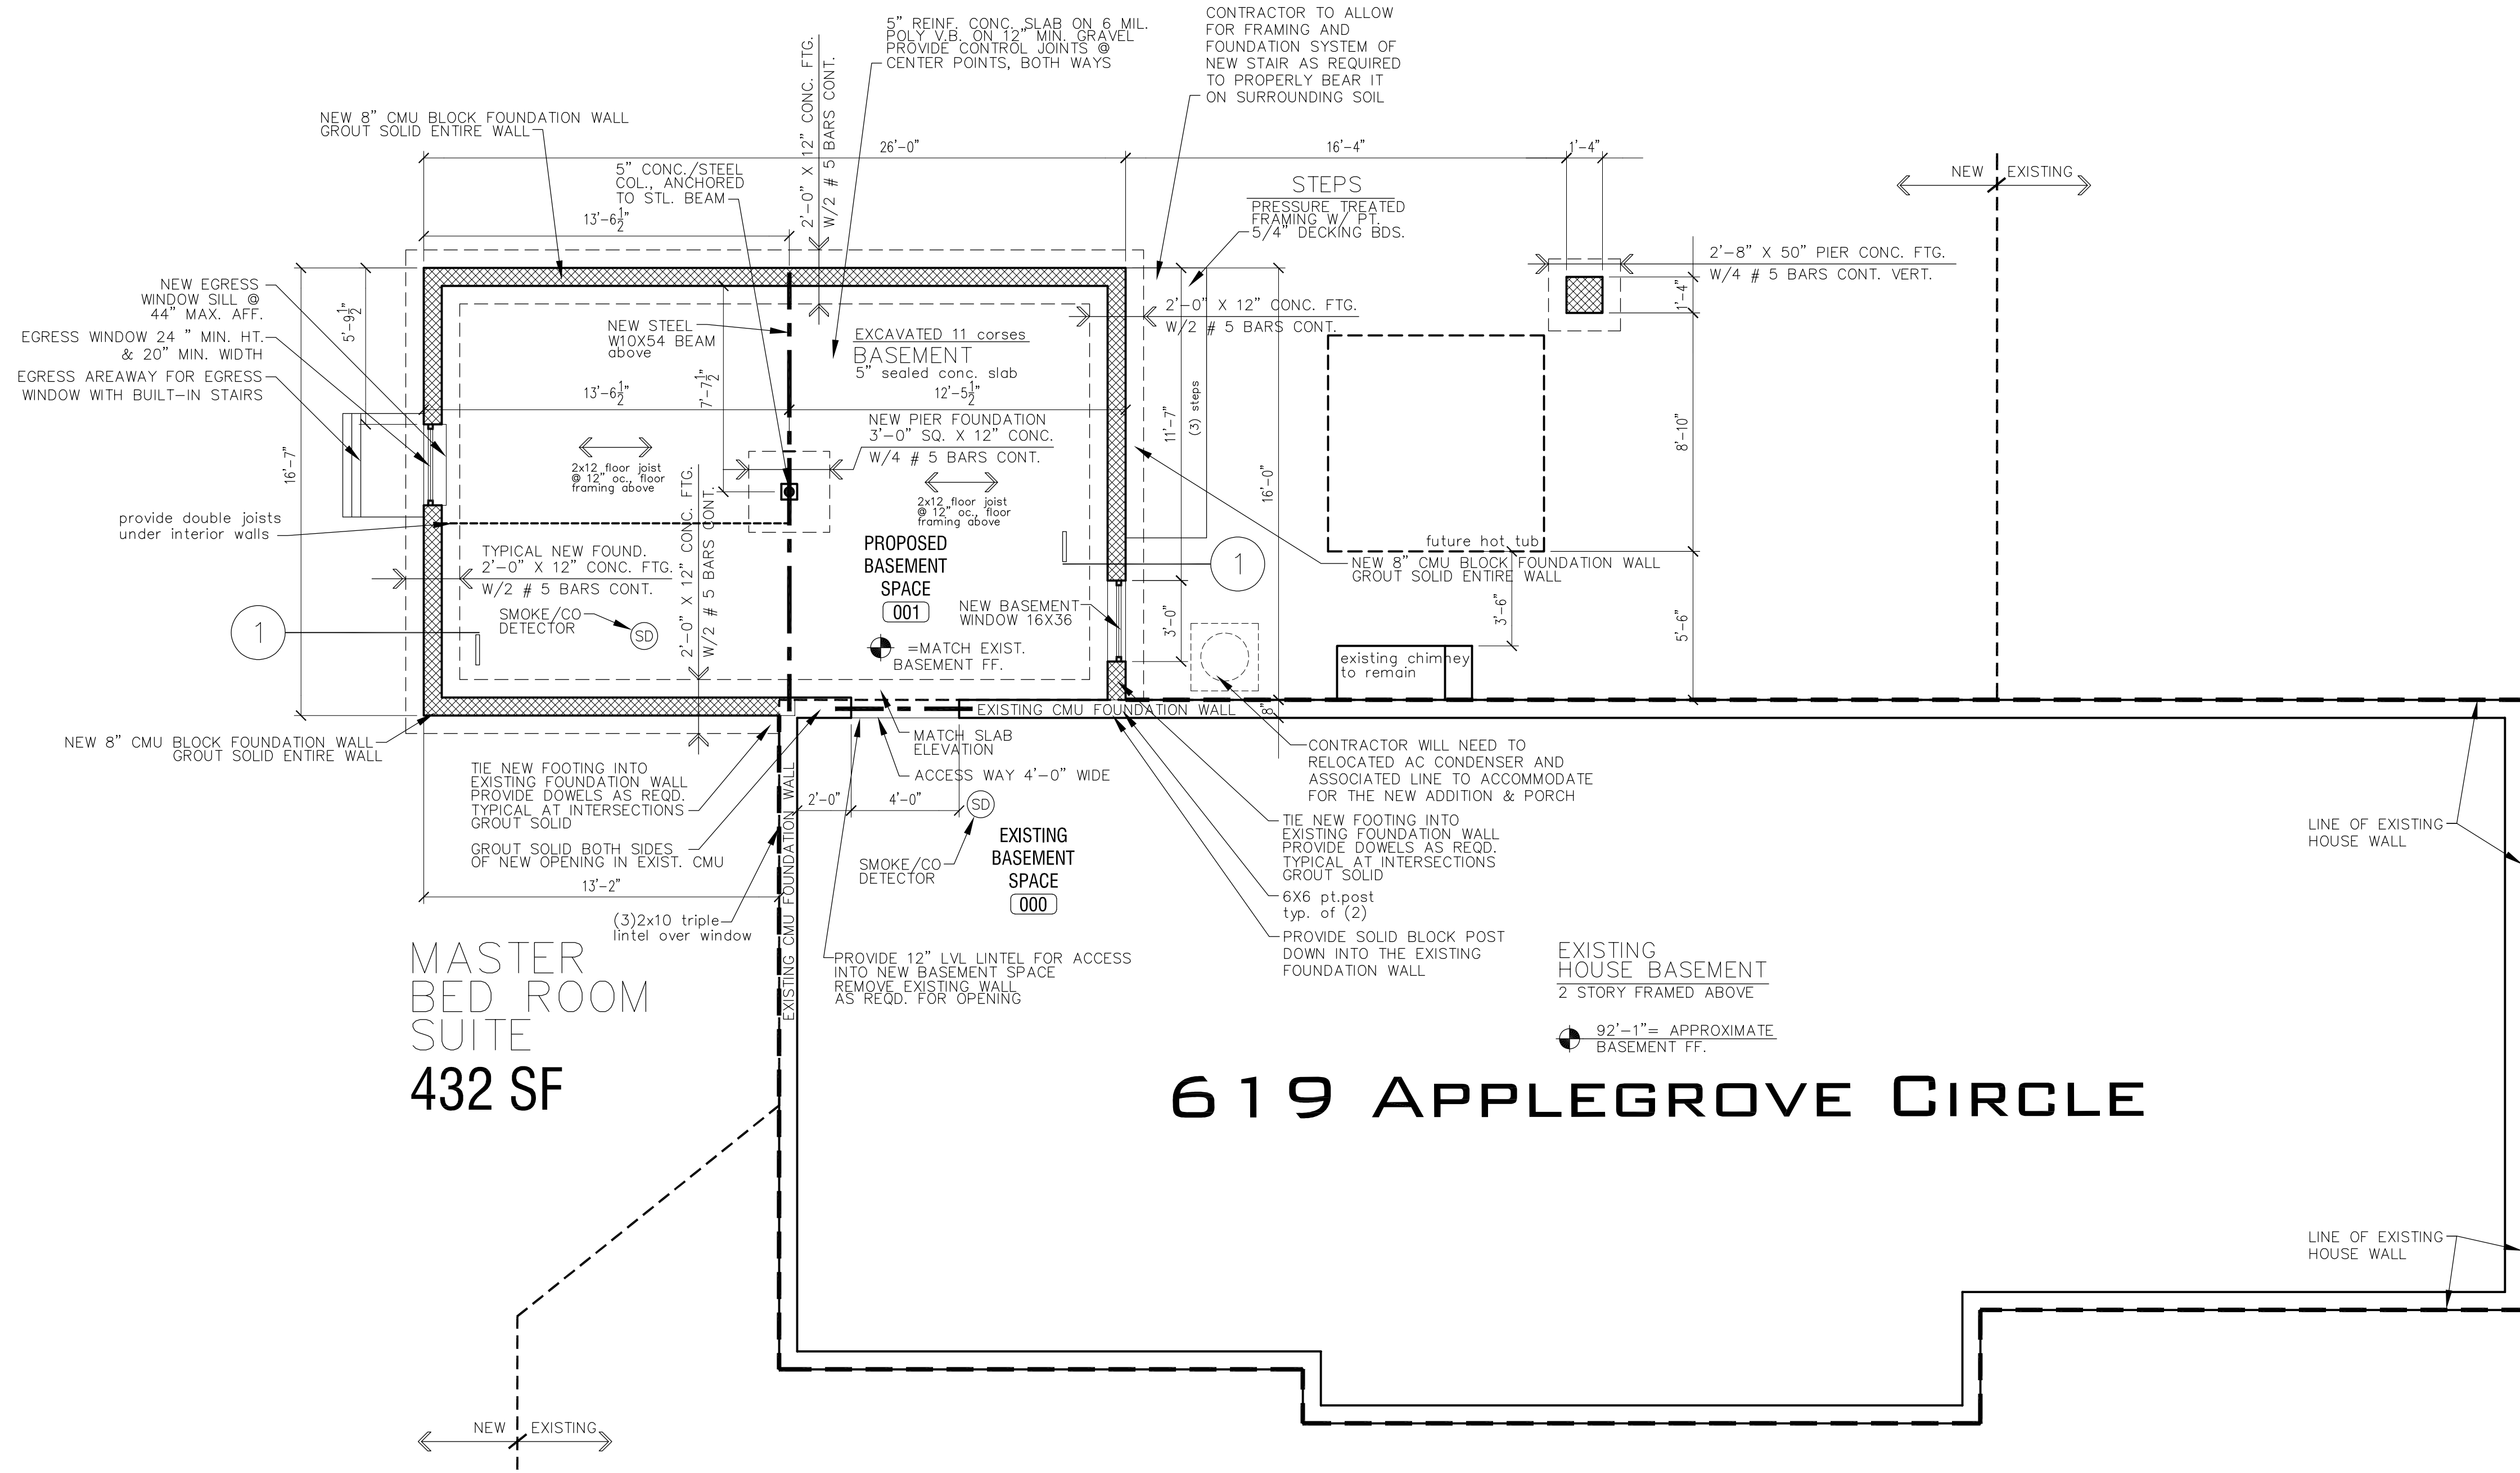 5" REINF. CONC. SLAB ON 6 MIL.
POLY V.B. ON 12" MIN. GRAVEL
PROVIDE CONTROL JOINTS @
CENTER POINTS, BOTH WAYS
CONTRACTOR TO ALLOW
FOR FRAMING AND
FOUNDATION SYSTEM OF
NEW STAIR AS REQUIRED
TO PROPERLY BEAR IT
ON SURROUNDING SOIL
2'-0" X 12" CONC. FTG.
W/2 # 5 BARS CONT.
NEW 8" CMU BLOCK FOUNDATION WALL
GROUT SOLID ENTIRE WALL
26'-0"
16'-4"
1'-4"
5" CONC./STEEL
COL., ANCHORED
TO STL. BEAM
13'-6 1/2"
STEPS
PRESSURE TREATED
FRAMING W/ PT.
5/4" DECKING BDS.
NEW
EXISTING
2'-8" X 50" PIER CONC. FTG.
W/4 # 5 BARS CONT. VERT.
1'-4"
NEW EGRESS
WINDOW SILL @
44" MAX. AFF.
EGRESS WINDOW 24 " MIN. HT.
& 20" MIN. WIDTH
EGRESS AREAWAY FOR EGRESS
WINDOW WITH BUILT-IN STAIRS
5'-9 1/2"
16'-7"
NEW STEEL
W10X54 BEAM
above
EXCAVATED 11 corses
BASEMENT
5" sealed conc. slab
2'-0" X 12" CONC. FTG.
W/2 # 5 BARS CONT.
13'-6 1/2"
7'-7 1/2"
12'-5 1/2"
11'-7"
(3) steps
16'-0"
8'-10"
NEW PIER FOUNDATION
3'-0" SQ. X 12" CONC.
W/4 # 5 BARS CONT.
2x12 floor joist
@ 12" oc., floor
framing above
2x12 floor joist
@ 12" oc., floor
framing above
provide double joists
under interior walls
2'-0" X 12" CONC. FTG.
W/2 # 5 BARS CONT.
TYPICAL NEW FOUND.
2'-0" X 12" CONC. FTG.
W/2 # 5 BARS CONT.
PROPOSED
BASEMENT
SPACE
001
1
future hot tub
NEW 8" CMU BLOCK FOUNDATION WALL
GROUT SOLID ENTIRE WALL
3'-6"
5'-6"
1
SMOKE/CO
DETECTOR
SD
NEW BASEMENT
WINDOW 16X36
3'-0"
=MATCH EXIST.
BASEMENT FF.
existing chimney
to remain
EXISTING CMU FOUNDATION WALL
8"
NEW 8" CMU BLOCK FOUNDATION WALL
GROUT SOLID ENTIRE WALL
MATCH SLAB
ELEVATION
ACCESS WAY 4'-0" WIDE
CONTRACTOR WILL NEED TO
RELOCATED AC CONDENSER AND
ASSOCIATED LINE TO ACCOMMODATE
FOR THE NEW ADDITION & PORCH
TIE NEW FOOTING INTO
EXISTING FOUNDATION WALL
PROVIDE DOWELS AS REQD.
TYPICAL AT INTERSECTIONS
GROUT SOLID
GROUT SOLID BOTH SIDES
OF NEW OPENING IN EXIST. CMU
2'-0"
4'-0"
SD
EXISTING
BASEMENT
SPACE
000
SMOKE/CO
DETECTOR
TIE NEW FOOTING INTO
EXISTING FOUNDATION WALL
PROVIDE DOWELS AS REQD.
TYPICAL AT INTERSECTIONS
GROUT SOLID
6X6 pt.post
typ. of (2)
PROVIDE SOLID BLOCK POST
DOWN INTO THE EXISTING
FOUNDATION WALL
LINE OF EXISTING
HOUSE WALL
13'-2"
(3)2x10 triple
lintel over window
EXISTING CMU FOUNDATION WALL
PROVIDE 12" LVL LINTEL FOR ACCESS
INTO NEW BASEMENT SPACE
REMOVE EXISTING WALL
AS REQD. FOR OPENING
MASTER
BED ROOM
SUITE
432 SF
EXISTING
HOUSE BASEMENT
2 STORY FRAMED ABOVE
92'-1"= APPROXIMATE
BASEMENT FF.
619 APPLEGROVE CIRCLE
LINE OF EXISTING
HOUSE WALL
NEW
EXISTING